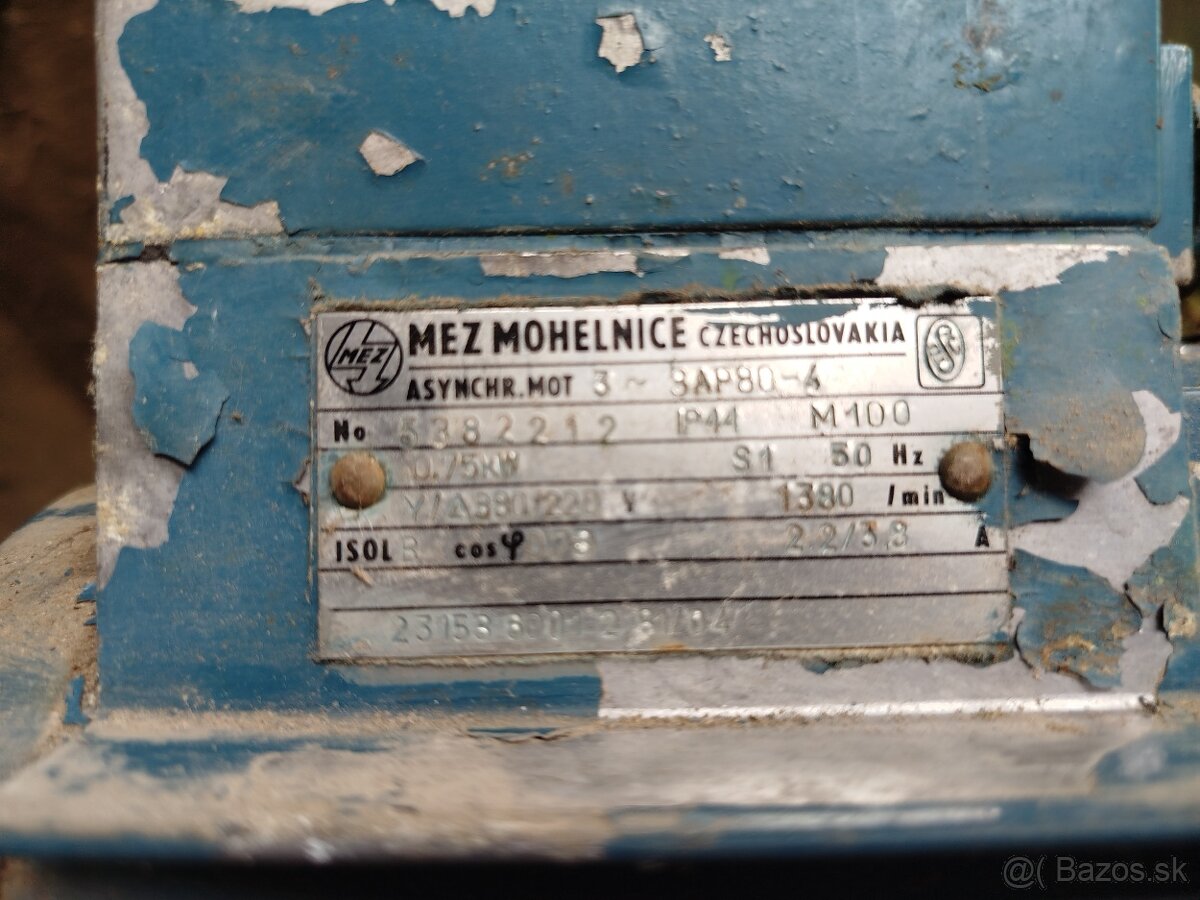 MEZ MEZ MOHELNICE CZECHOSLOVAKIA
ASYNCHR. MOT 3 ~ 3AP80-4
No 5382212 IP44 M100
0.75kW S1 50 Hz
Y/Δ 380/220 V 1380 /min
ISOL B cosφ 2.2/3.8 A
@( Bazos.sk